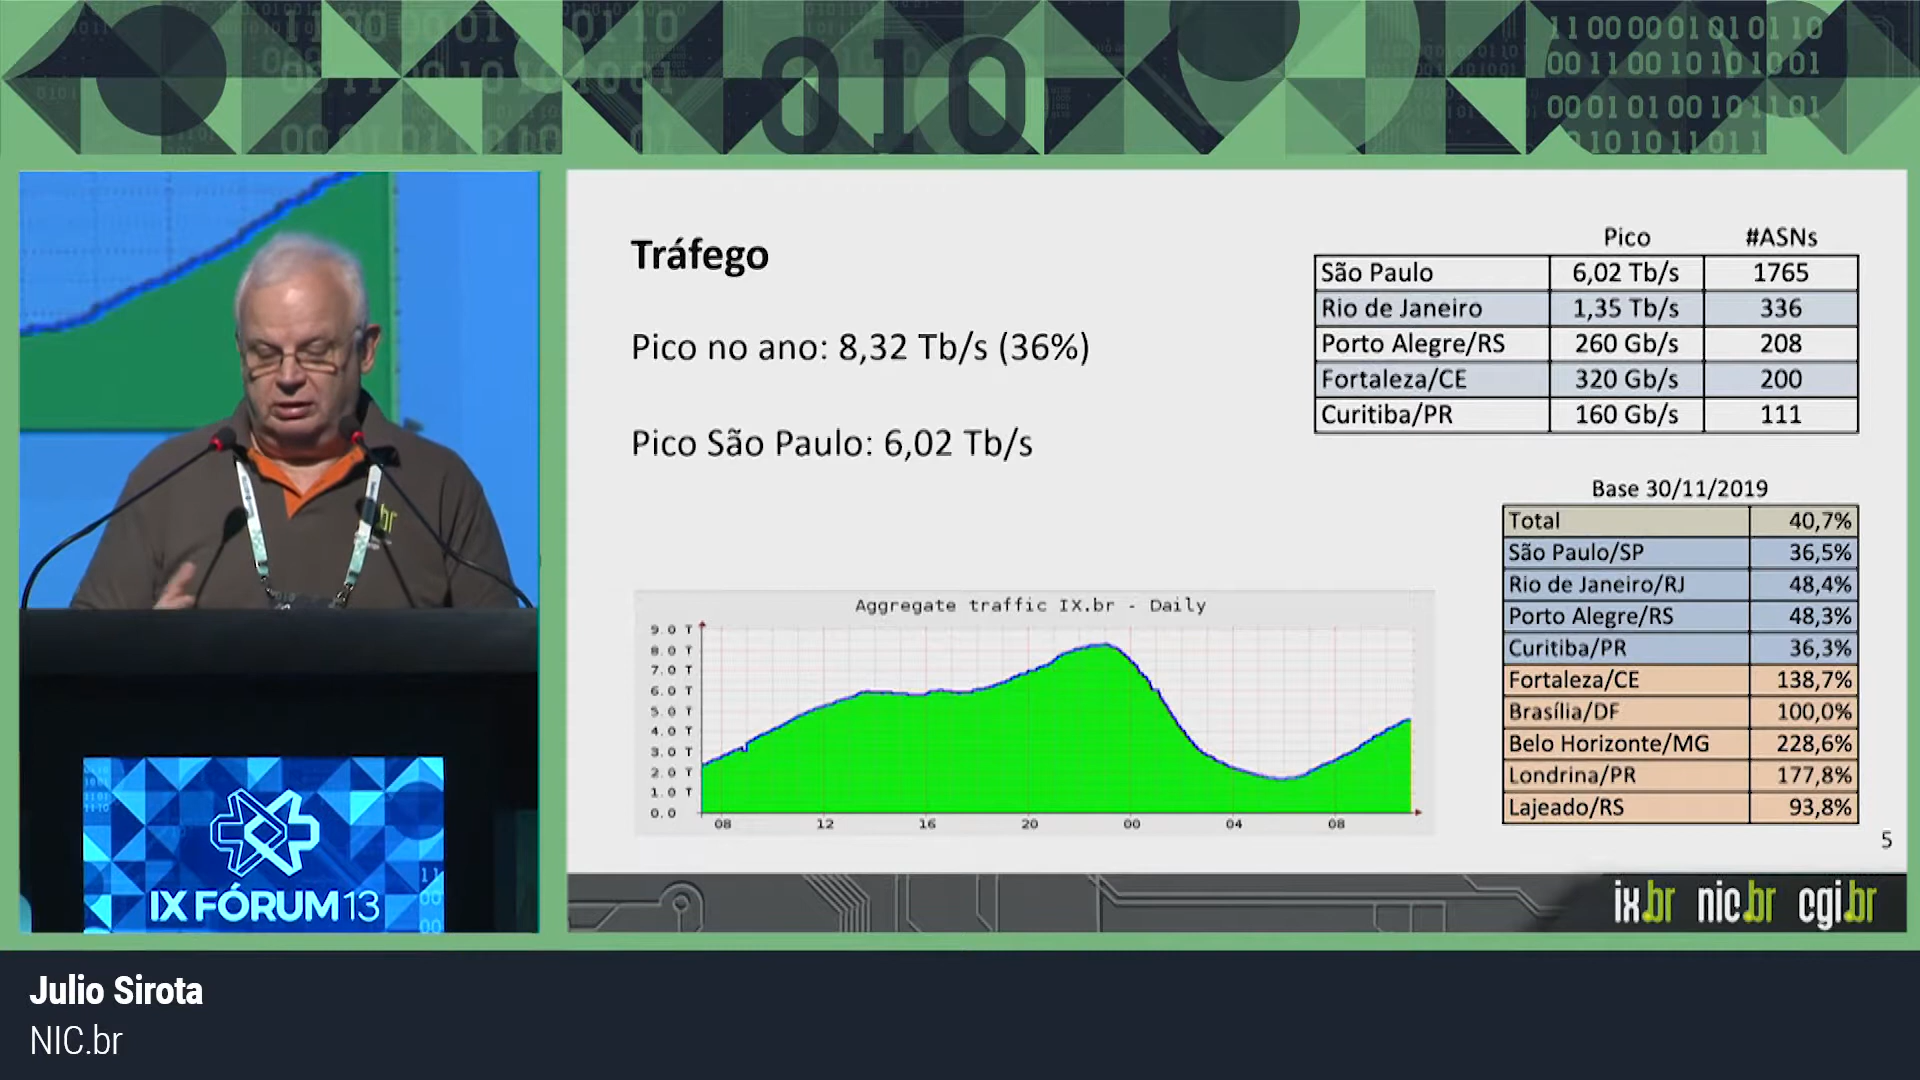 Tráfego
Pico no ano: 8,32 Tb/s (36%)
Pico São Paulo: 6,02 Tb/s
Pico #ASNs
São Paulo 6,02 Tb/s 1765
Rio de Janeiro 1,35 Tb/s 336
Porto Alegre/RS 260 Gb/s 208
Fortaleza/CE 320 Gb/s 200
Curitiba/PR 160 Gb/s 111
Base 30/11/2019
Total 40,7%
São Paulo/SP 36,5%
Rio de Janeiro/RJ 48,4%
Porto Alegre/RS 48,3%
Curitiba/PR 36,3%
Fortaleza/CE 138,7%
Brasília/DF 100,0%
Belo Horizonte/MG 228,6%
Londrina/PR 177,8%
Lajeado/RS 93,8%
Aggregate traffic IX.br - Daily
9.0 T
8.0 T
7.0 T
6.0 T
5.0 T
4.0 T
3.0 T
2.0 T
1.0 T
0.0
08 12 16 20 00 04 08
5
ix.br nic.br cgi.br
IX FÓRUM 13
Julio Sirota
NIC.br